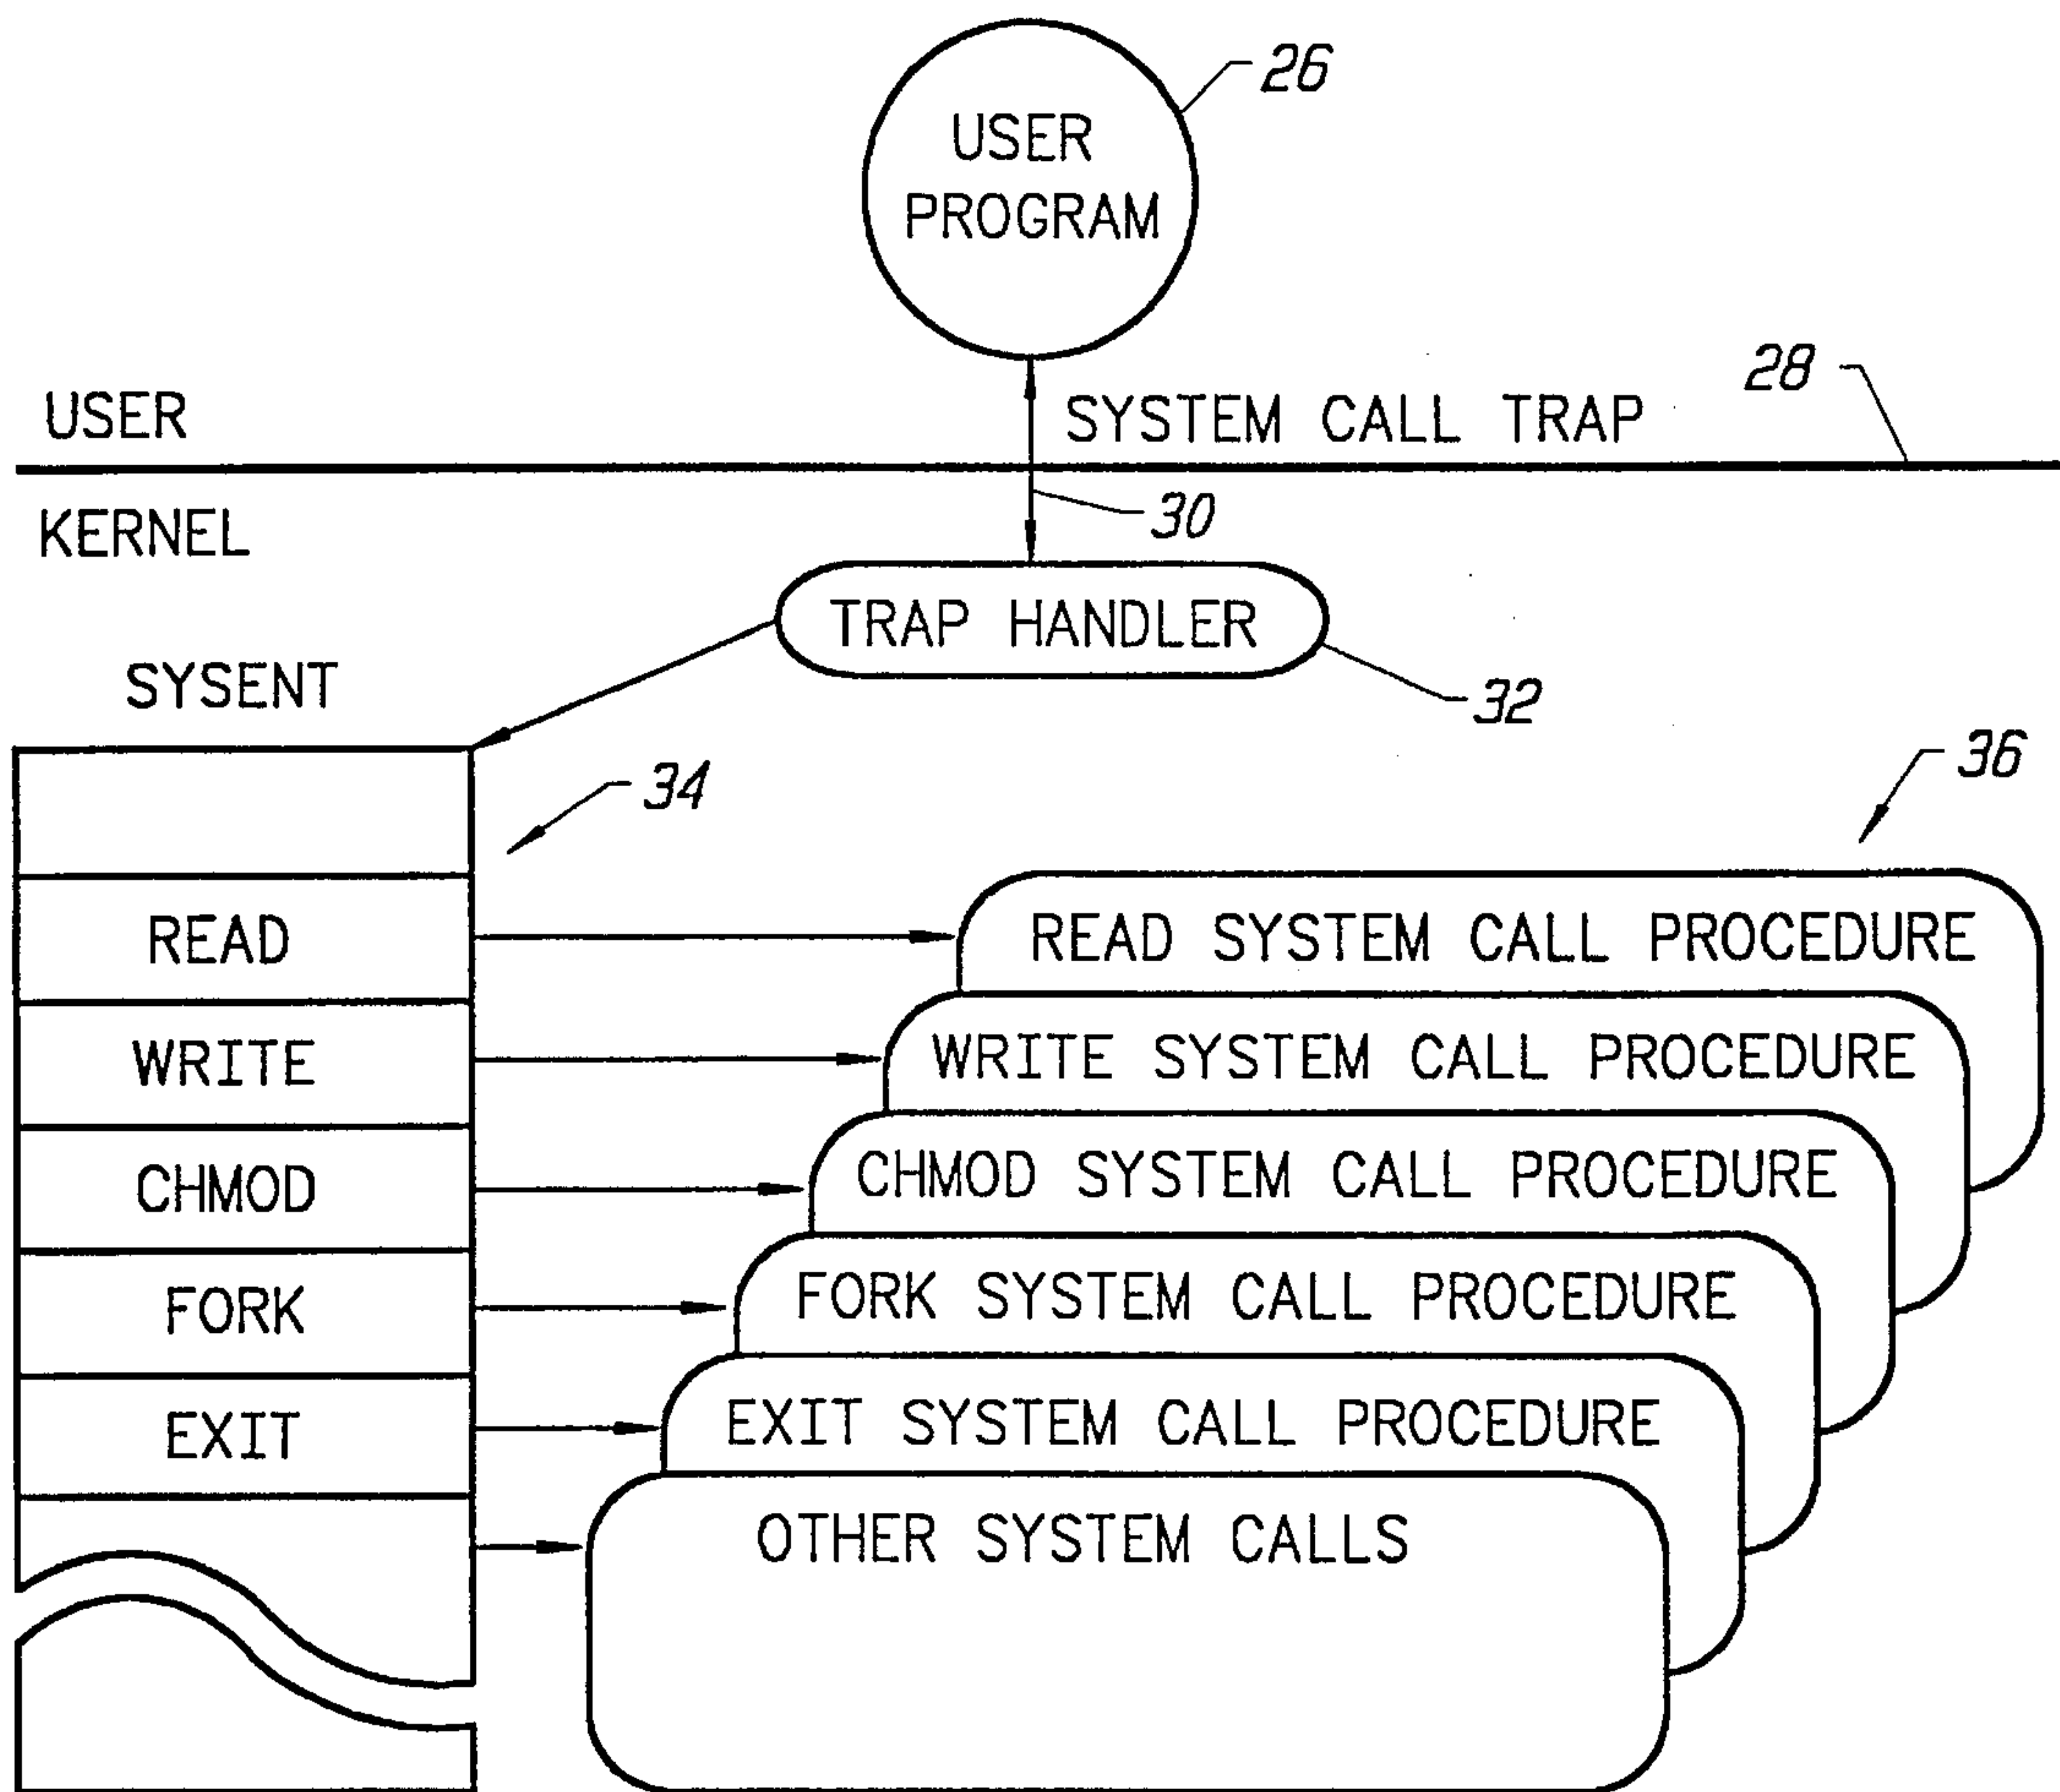 26
USER
PROGRAM
28
USER
SYSTEM CALL TRAP
30
KERNEL
TRAP HANDLER
SYSENT
32
36
34
READ
READ SYSTEM CALL PROCEDURE
WRITE
WRITE SYSTEM CALL PROCEDURE
CHMOD
CHMOD SYSTEM CALL PROCEDURE
FORK
FORK SYSTEM CALL PROCEDURE
EXIT
EXIT SYSTEM CALL PROCEDURE
OTHER SYSTEM CALLS